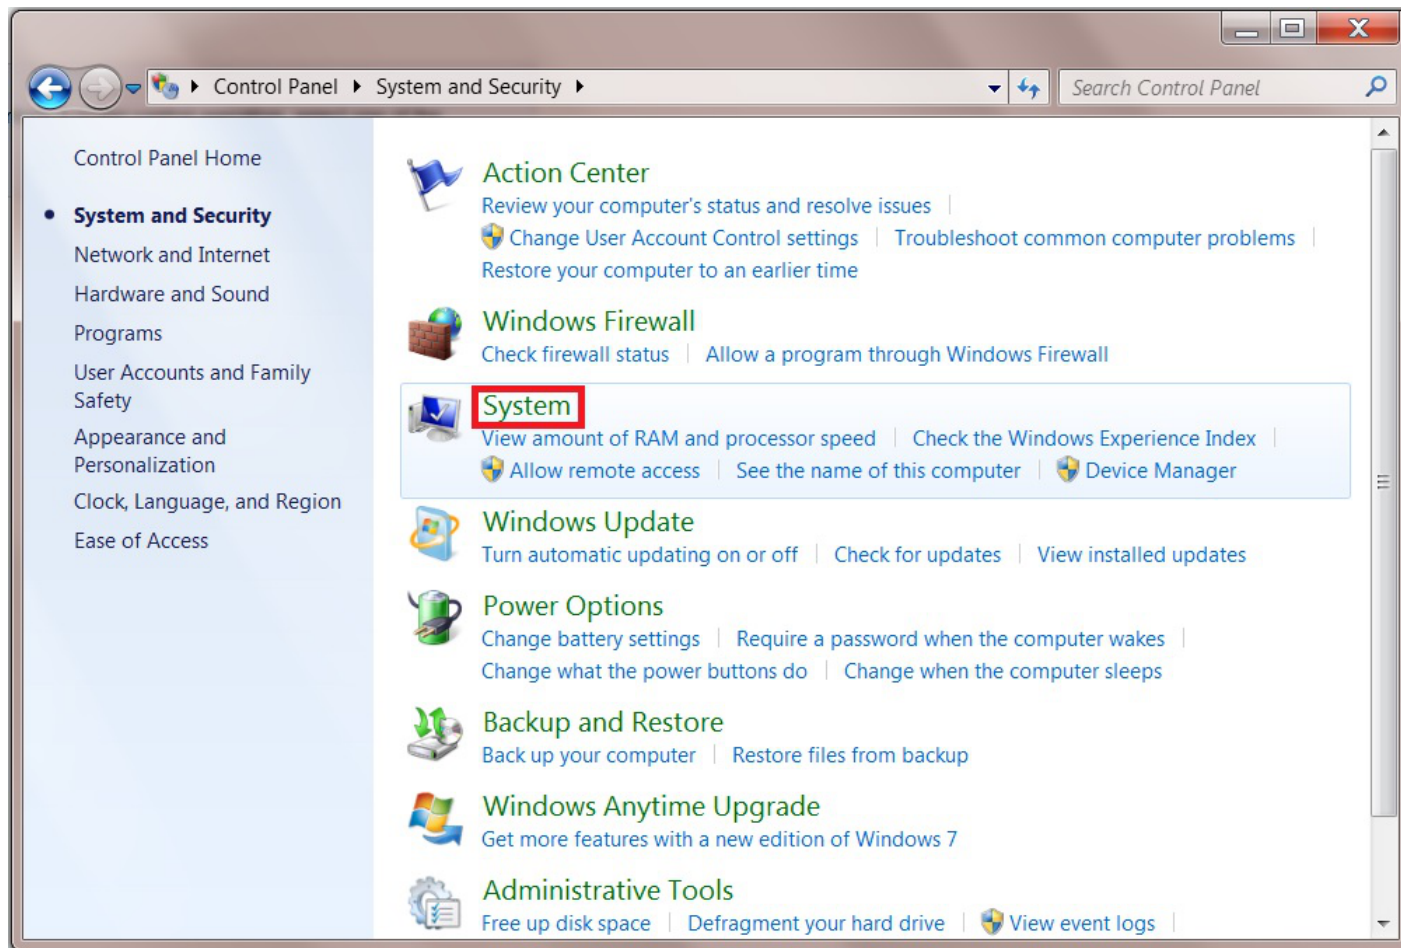 Control Panel
System and Security
Search Control Panel
Control Panel Home
System and Security
Network and Internet
Hardware and Sound
Programs
User Accounts and Family
Safety
Appearance and
Personalization
Clock, Language, and Region
Ease of Access
Action Center
Review your computer's status and resolve issues
Change User Account Control settings
Troubleshoot common computer problems
Restore your computer to an earlier time
Windows Firewall
Check firewall status
Allow a program through Windows Firewall
System
View amount of RAM and processor speed
Check the Windows Experience Index
Allow remote access
See the name of this computer
Device Manager
Windows Update
Turn automatic updating on or off
Check for updates
View installed updates
Power Options
Change battery settings
Require a password when the computer wakes
Change what the power buttons do
Change when the computer sleeps
Backup and Restore
Back up your computer
Restore files from backup
Windows Anytime Upgrade
Get more features with a new edition of Windows 7
Administrative Tools
Free up disk space
Defragment your hard drive
View event logs